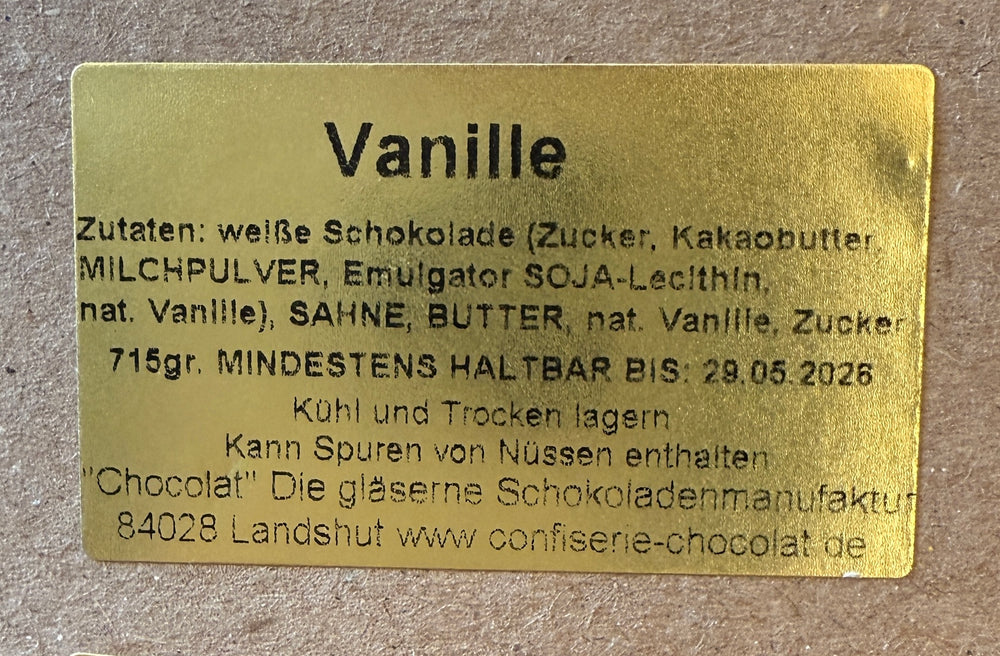 Vanille
Zutaten: weiße Schokolade (Zucker, Kakaobutter,
MILCHPULVER, Emulgator SOJA-Lecithin,
nat. Vanille), SAHNE, BUTTER, nat. Vanille, Zucker
715gr. MINDESTENS HALTBAR BIS: 29.05.2026
Kühl und Trocken lagern
Kann Spuren von Nüssen enthalten
"Chocolat" Die gläserne Schokoladenmanufaktur
84028 Landshut www.confiserie-chocolat.de